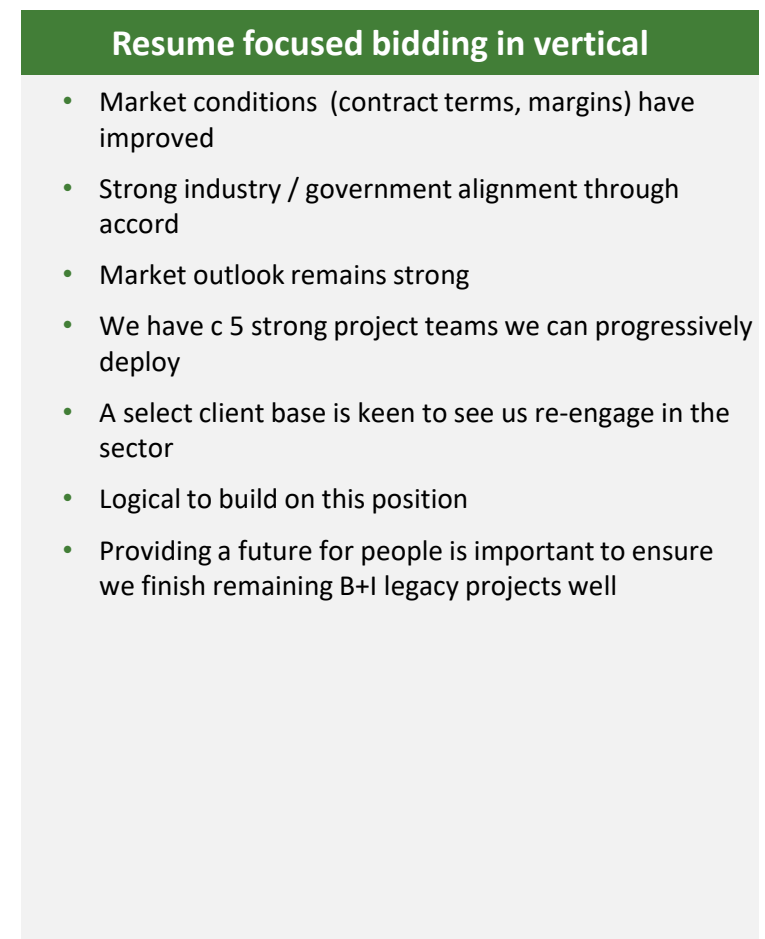 Resume focused bidding in vertical
• Market conditions  (contract terms, margins) have
improved
• Strong industry / government alignment through
accord
• Market outlook remains strong
• We have c 5 strong project teams we can progressively
deploy
• A select client base is keen to see us re-engage in the
sector
• Logical to build on this position
• Providing a future for people is important to ensure
we finish remaining B+I legacy projects well